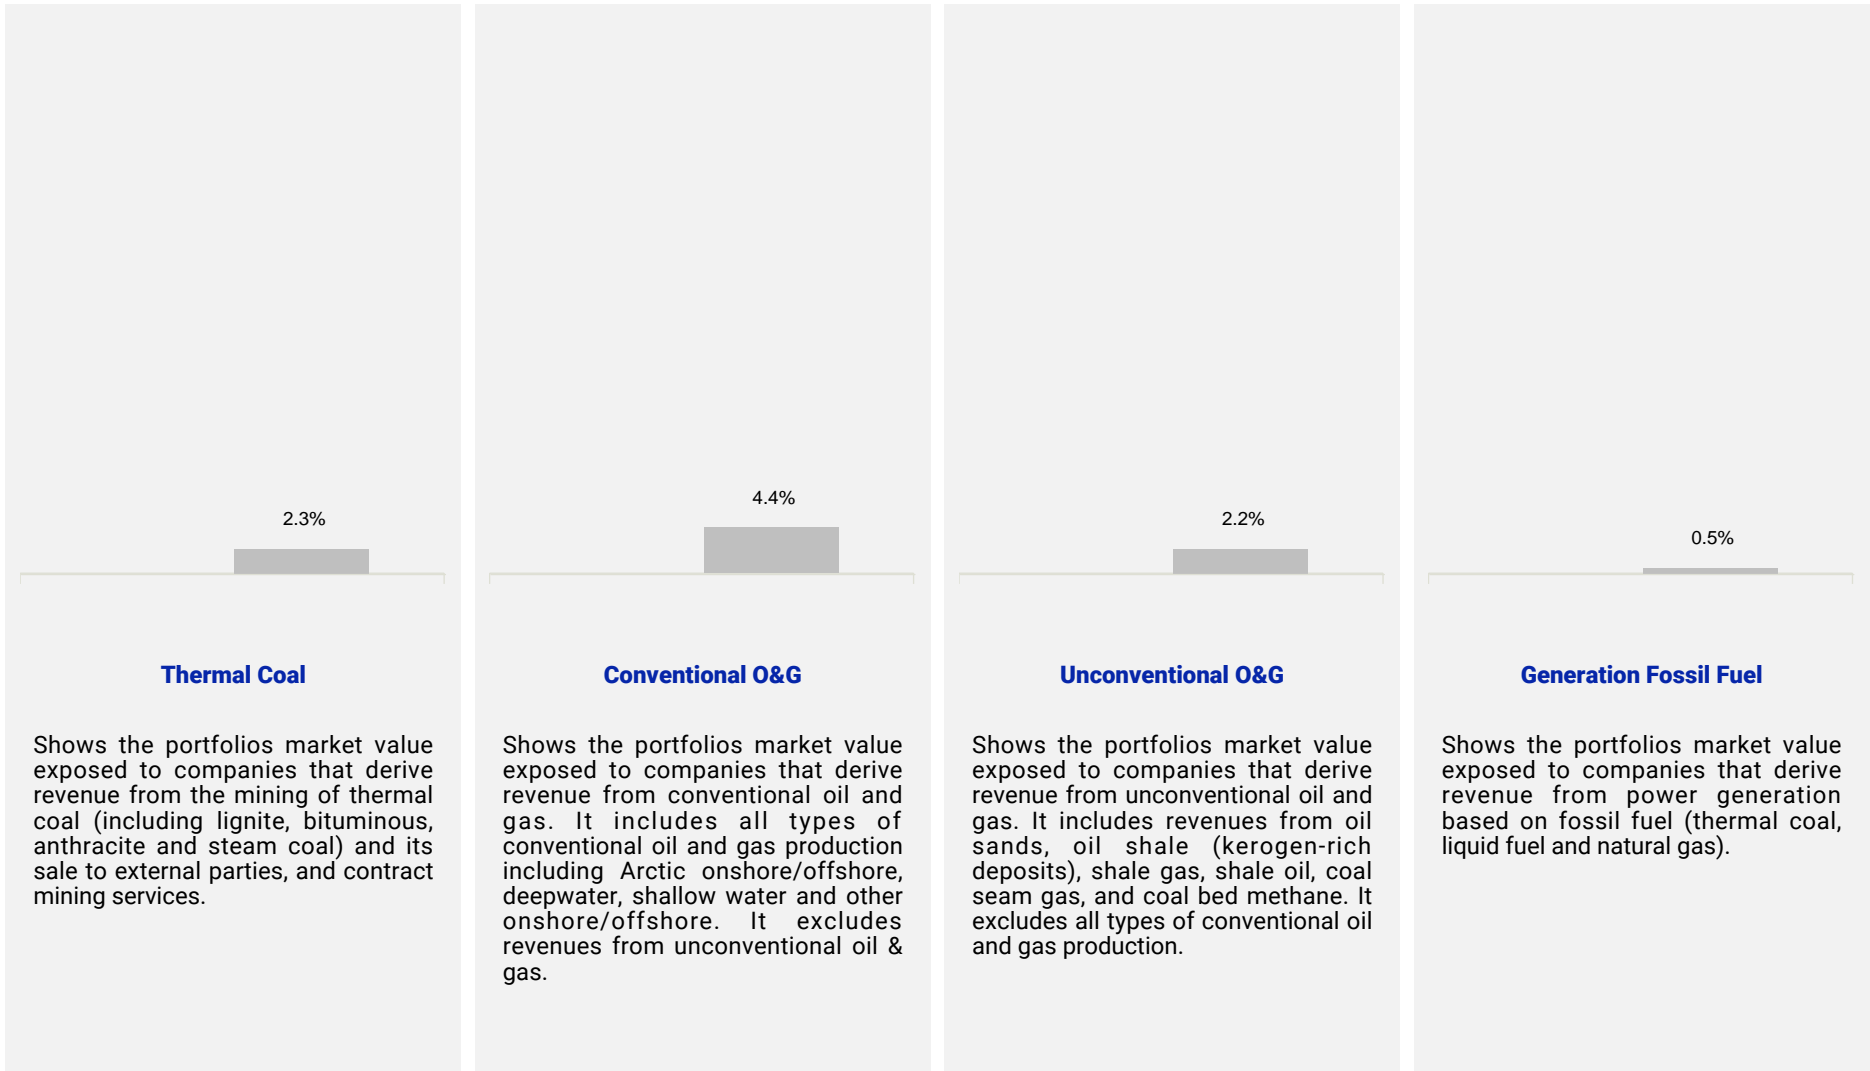 2.3%
Thermal Coal
Shows the portfolios market value
exposed to companies that derive
revenue from the mining of thermal
coal (including lignite, bituminous,
anthracite and steam coal) and its
sale to external parties, and contract
mining services.
4.4%
Conventional O&G
Shows the portfolios market value
exposed to companies that derive
revenue from conventional oil and
gas. It includes all types of
conventional oil and gas production
including Arctic onshore/offshore,
deepwater, shallow water and other
onshore/offshore. It excludes
revenues from unconventional oil &
gas.
2.2%
Unconventional O&G
Shows the portfolios market value
exposed to companies that derive
revenue from unconventional oil and
gas. It includes revenues from oil
sands, oil shale (kerogen-rich
deposits), shale gas, shale oil, coal
seam gas, and coal bed methane. It
excludes all types of conventional oil
and gas production.
0.5%
Generation Fossil Fuel
Shows the portfolios market value
exposed to companies that derive
revenue from power generation
based on fossil fuel (thermal coal,
liquid fuel and natural gas).